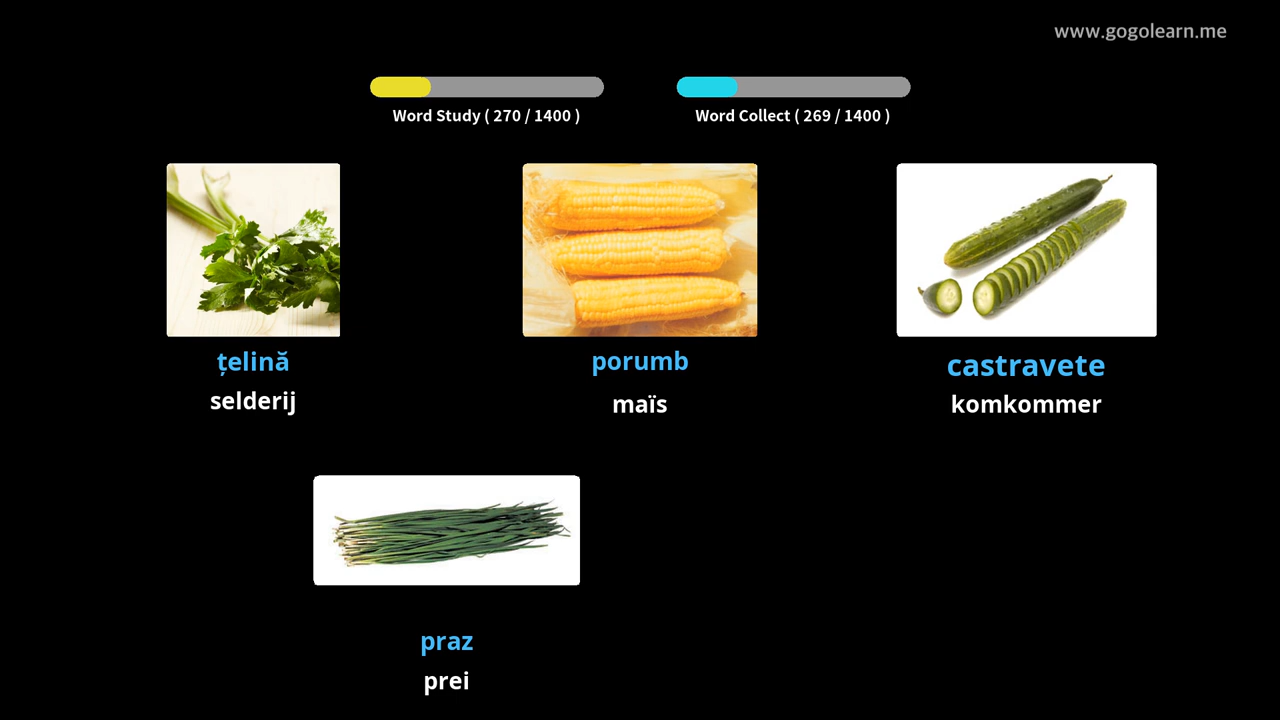 www.gogolearn.me
Word Study ( 270 / 1400 )
Word Collect ( 269 / 1400 )
țelină
porumb
castravete
selderij
maïs
komkommer
praz
prei